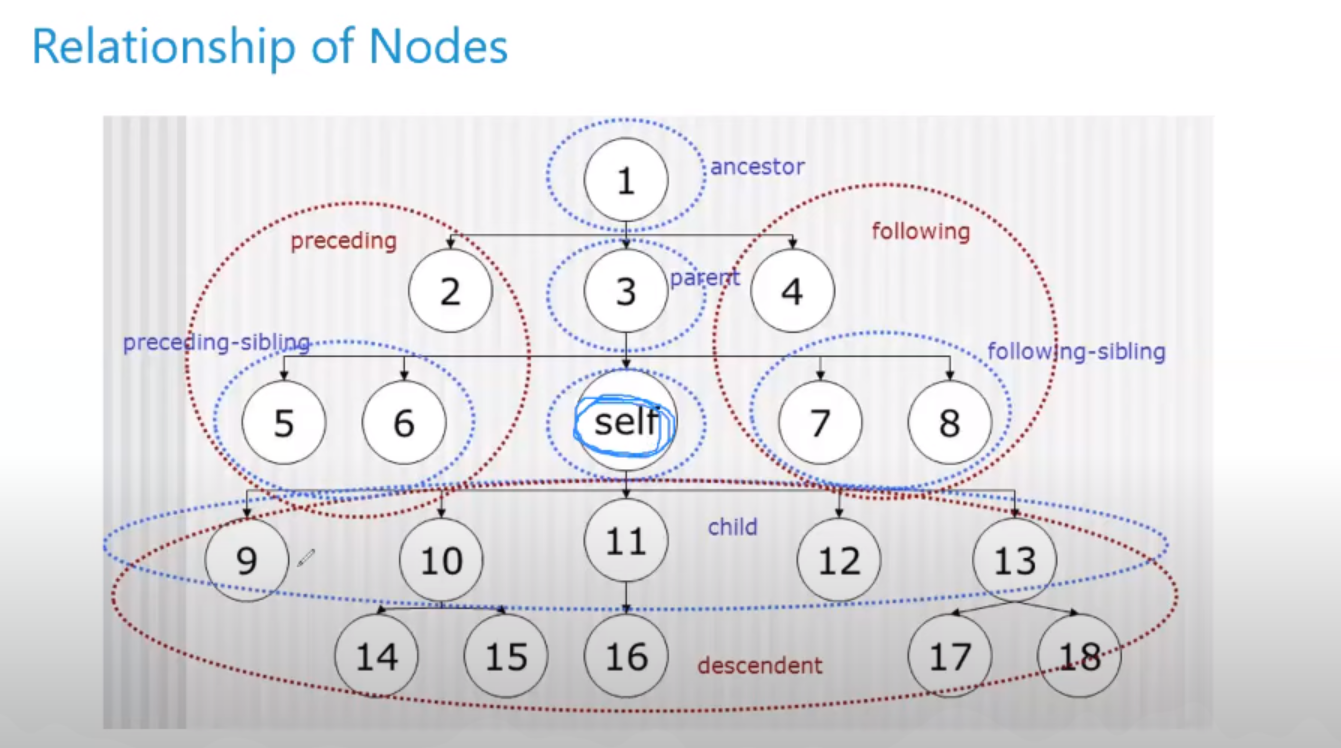 Relationship of Nodes
1
ancestor
preceding
following
2
3
parent
4
preceding-sibling
following-sibling
5
6
self
7
8
child
9
10
11
12
13
14
15
16
descendent
17
18